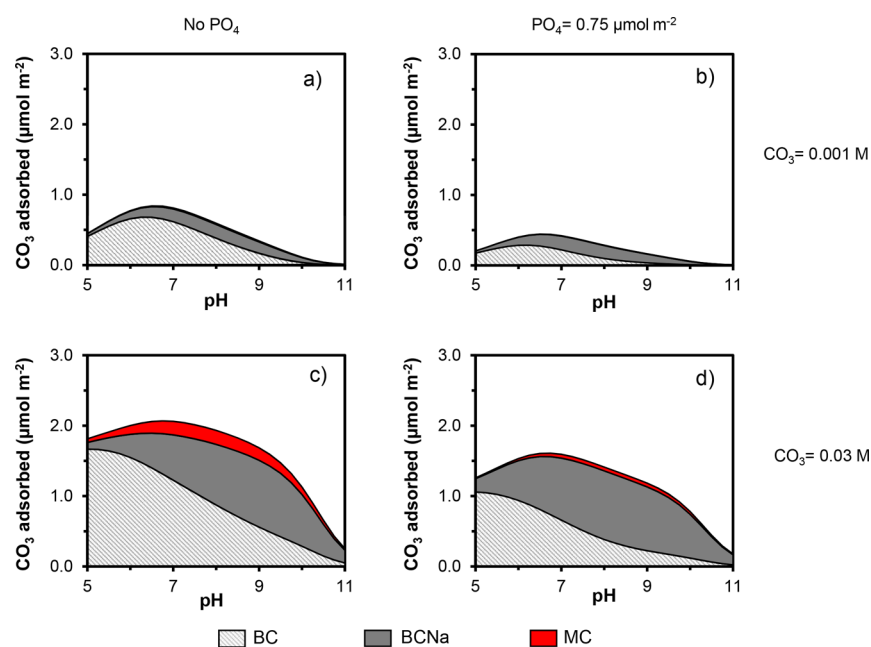 No PO₄
PO₄= 0.75 µmol m⁻²
a)
b)
CO₃ adsorbed (µmol m⁻²)
3.0
2.0
1.0
0.0
5
7
9
11
pH
CO₃ adsorbed (µmol m⁻²)
3.0
2.0
1.0
0.0
5
7
9
11
pH
CO₃= 0.001 M
c)
d)
CO₃ adsorbed (µmol m⁻²)
3.0
2.0
1.0
0.0
5
7
9
11
pH
CO₃ adsorbed (µmol m⁻²)
3.0
2.0
1.0
0.0
5
7
9
11
pH
CO₃= 0.03 M
BC
BCNa
MC